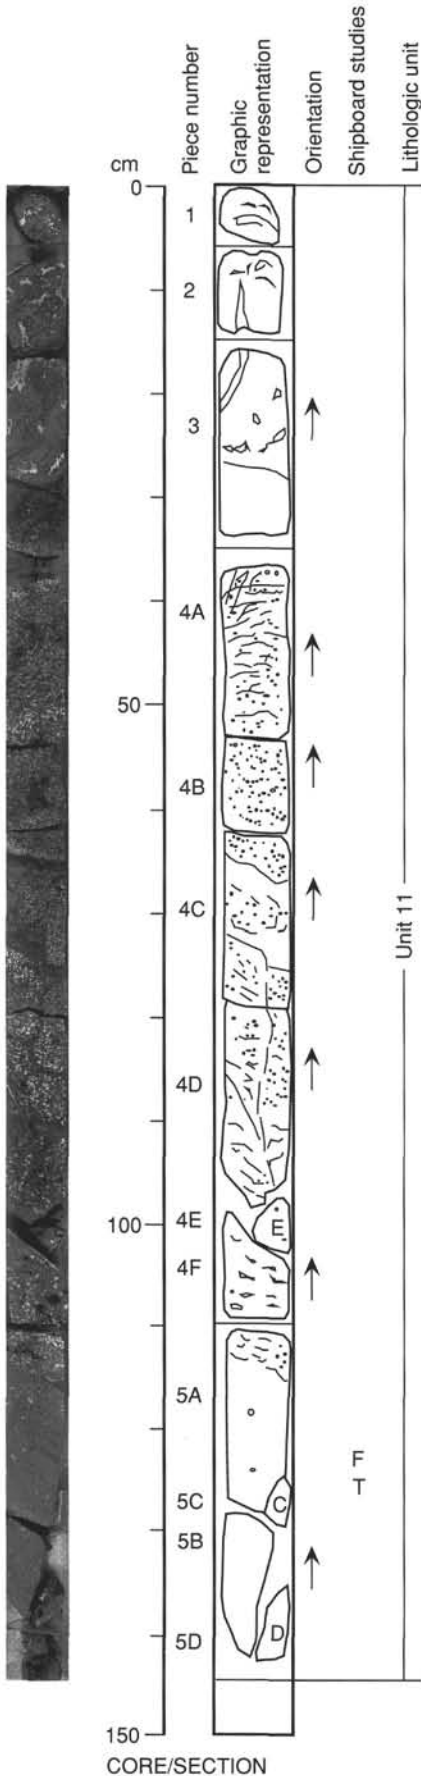 cm
Piece number
Graphic
representation
Orientation
Shipboard studies
Lithologic unit
0
1
2
3
4A
50
4B
4C
Unit 11
4D
100
4E
E
4F
5A
F
T
5C
C
5B
5D
D
150
CORE/SECTION